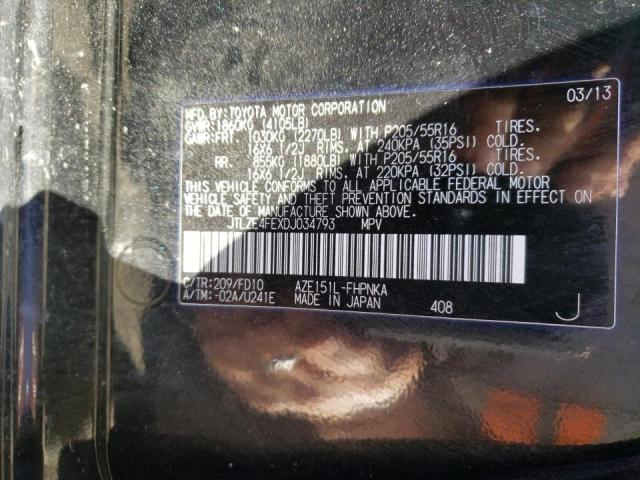 MFD. BY: TOYOTA MOTOR CORPORATION 03/13
GVWR: 1860KG (4105LB)
GAWR: FRT. 1030KG (2270LB) WITH P205/55R16 TIRES.
16X6 1/2J RIMS. AT 240KPA (35PSI) COLD.
RR. 855KG (1880LB) WITH P205/55R16 TIRES.
16X6 1/2J RIMS. AT 220KPA (32PSI) COLD.
THIS VEHICLE CONFORMS TO ALL APPLICABLE FEDERAL MOTOR
VEHICLE SAFETY AND THEFT PREVENTION STANDARDS IN EFFECT ON
THE DATE OF MANUFACTURE SHOWN ABOVE.
JTLZE4FEXDJ034793 MPV
C/TR: 209/FD10 AZE151L-FHPNKA
A/TM: -02A/U241E MADE IN JAPAN 408 J